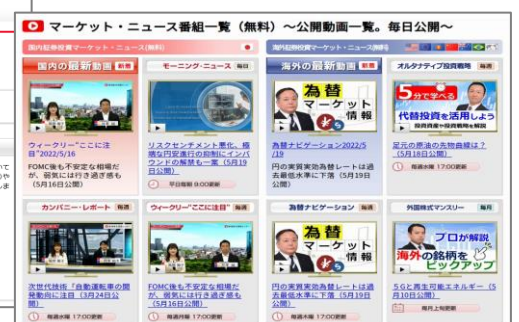 マーケット・ニュース番組一覧（無料）～公開動画一覧。毎日公開～
国内証券投資マーケット・ニュース(無料)
海外証券投資マーケット・ニュース(無料)
国内の最新動画 新着
モーニング・ニュース 毎日
海外の最新動画 新着
オルタナティブ投資戦略 毎週
為替
マーケット
情報
5分で学べる
代替投資を活用しよう
投資資産や投資戦略を解説
ウィークリー"ここに注
目"2022/5/16
FOMC後も不安定な相場だ
が、弱気には行き過ぎ感も
（5月16日公開）
リスクセンチメント悪化、極
端な円安進行の抑制にインバ
ウンドの解禁も一案（5月19
日公開）
平日毎朝 9:00更新
為替ナビゲーション2022/5
/19
円の実質実効為替レートは過
去最低水準に下落（5月19日
公開）
足元の原油の先物曲線は？
（5月18日公開）
毎週水曜 17:00更新
カンパニー・レポート 毎週
ウィークリー"ここに注目" 毎週
為替ナビゲーション 毎週
外国株式マンスリー 毎月
為替
マーケット
情報
プロが解説
海外の銘柄を
ピックアップ
次世代技術「自動運転車の開
発動向に注目（3月24日公
開）
毎週水曜 17:00更新
FOMC後も不安定な相場だ
が、弱気には行き過ぎ感も
（5月16日公開）
毎週月曜 17:00更新
円の実質実効為替レートは過
去最低水準に下落（5月19日
公開）
毎週木曜 17:00更新
5Gと再生可能エネルギー（5
月10日公開）
毎月上旬更新